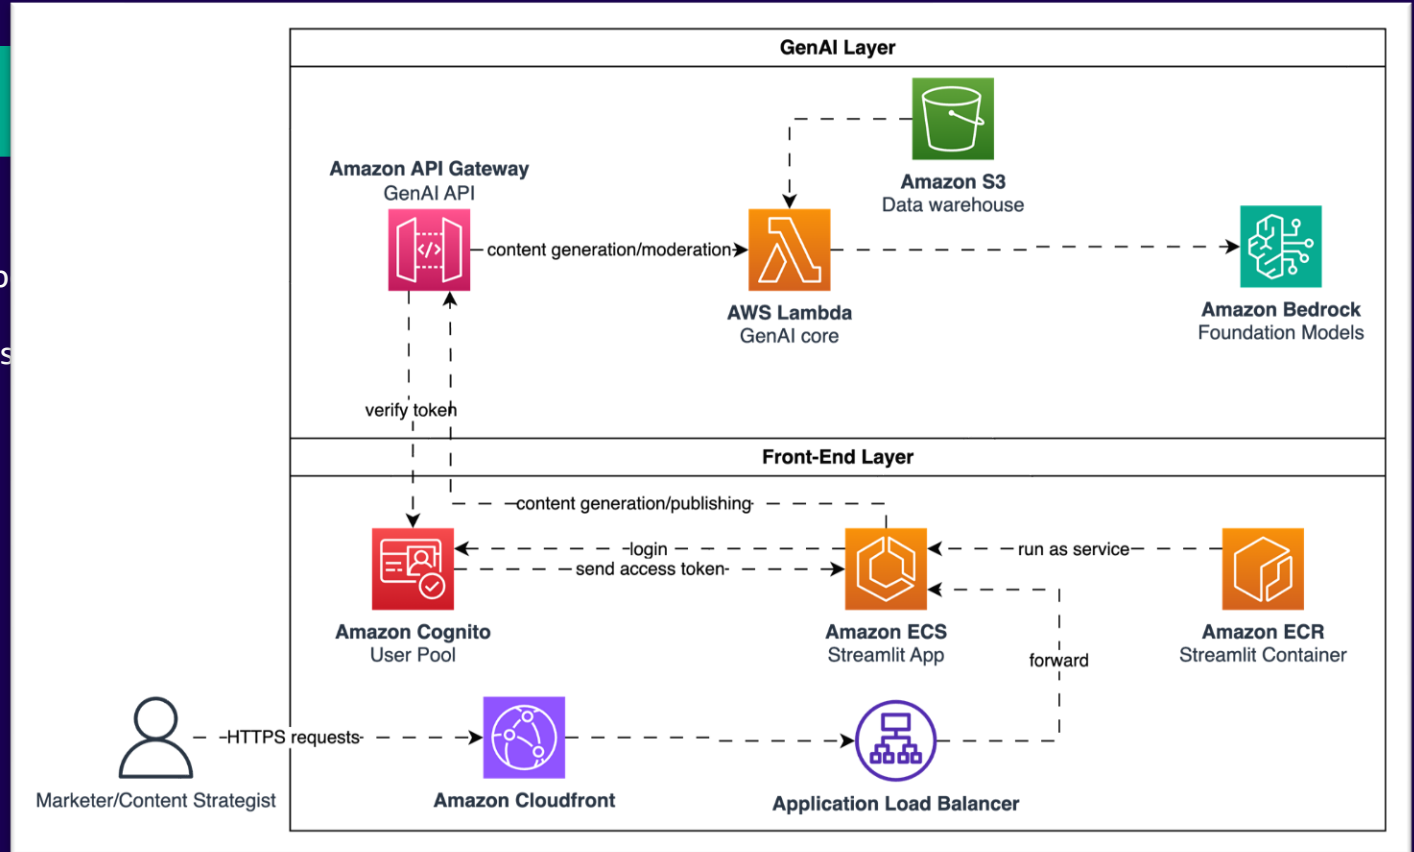 GenAI Layer
Amazon API Gateway
GenAI API
Amazon S3
Data warehouse
content generation/moderation
AWS Lambda
GenAI core
Amazon Bedrock
Foundation Models
verify token
Front-End Layer
content generation/publishing
login
send access token
run as service
Amazon Cognito
User Pool
Amazon ECS
Streamlit App
Amazon ECR
Streamlit Container
forward
HTTPS requests
Marketer/Content Strategist
Amazon Cloudfront
Application Load Balancer